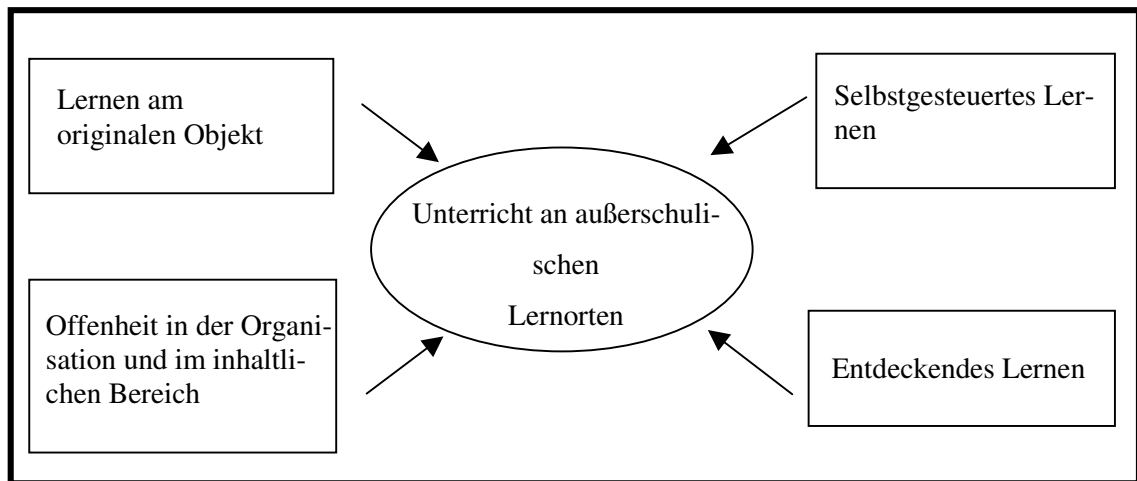 Lernen am
originalen Objekt
Selbstgesteuertes Ler-
nen
Unterricht an außerschuli-
schen
Lernorten
Offenheit in der Organi-
sation und im inhaltli-
chen Bereich
Entdeckendes Lernen